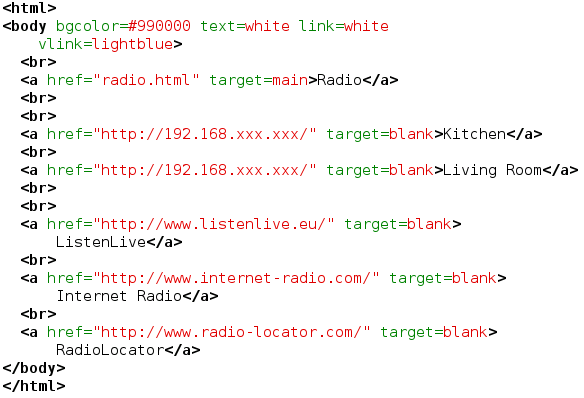 <html>
<body bgcolor=#990000 text=white link=white
    vlink=lightblue>
  <br>
  <a href="radio.html" target=main>Radio</a>
  <br>
  <br>
  <a href="http://192.168.xxx.xxx/" target=blank>Kitchen</a>
  <br>
  <a href="http://192.168.xxx.xxx/" target=blank>Living Room</a>
  <br>
  <br>
  <a href="http://www.listenlive.eu/" target=blank>
      ListenLive</a>
  <br>
  <a href="http://www.internet-radio.com/" target=blank>
      Internet Radio</a>
  <br>
  <a href="http://www.radio-locator.com/" target=blank>
      RadioLocator</a>
</body>
</html>